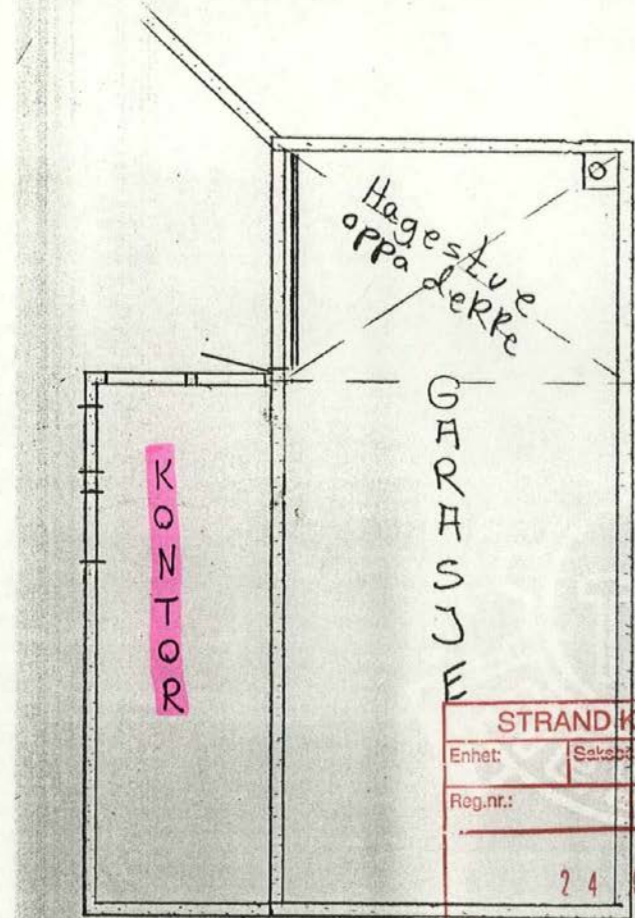 Hagestue
oppå dekke
GARASJE
KONTOR
STRAND K
Enhet:
Reg.nr.:
2 4